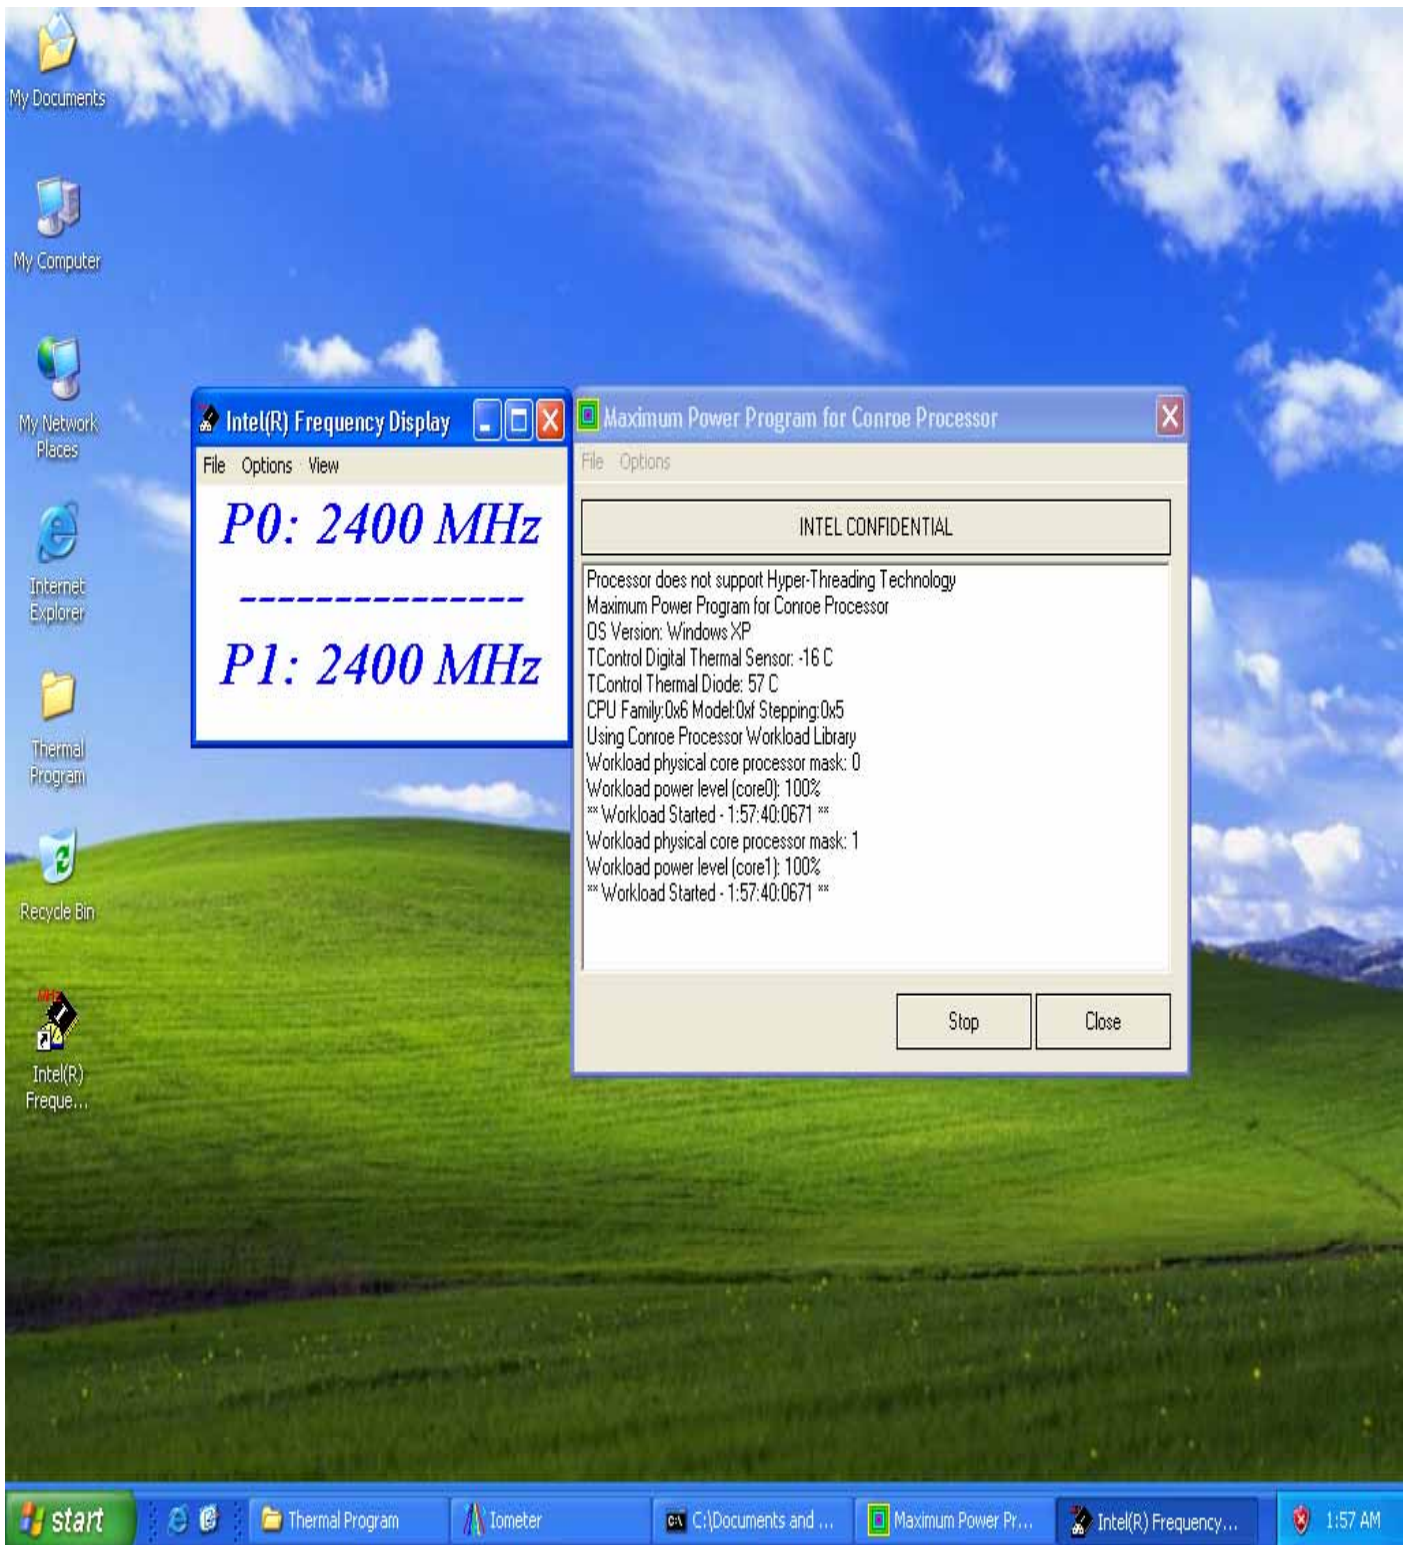 My Documents
My Computer
My Network
Places
Internet
Explorer
Thermal
Program
Recycle Bin
MHz
Intel(R)
Freque...
Intel(R) Frequency Display
File Options View
P0: 2400 MHz
---------------
P1: 2400 MHz
Maximum Power Program for Conroe Processor
File Options
INTEL CONFIDENTIAL
Processor does not support Hyper-Threading Technology
Maximum Power Program for Conroe Processor
OS Version: Windows XP
TControl Digital Thermal Sensor: -16 C
TControl Thermal Diode: 57 C
CPU Family:0x6 Model:0xf Stepping:0x5
Using Conroe Processor Workload Library
Workload physical core processor mask: 0
Workload power level (core0): 100%
** Workload Started - 1:57:40:0671 **
Workload physical core processor mask: 1
Workload power level (core1): 100%
** Workload Started - 1:57:40:0671 **
Stop Close
start Thermal Program Iometer C:\ C:\Documents and ... Maximum Power Pr... Intel(R) Frequency... 1:57 AM